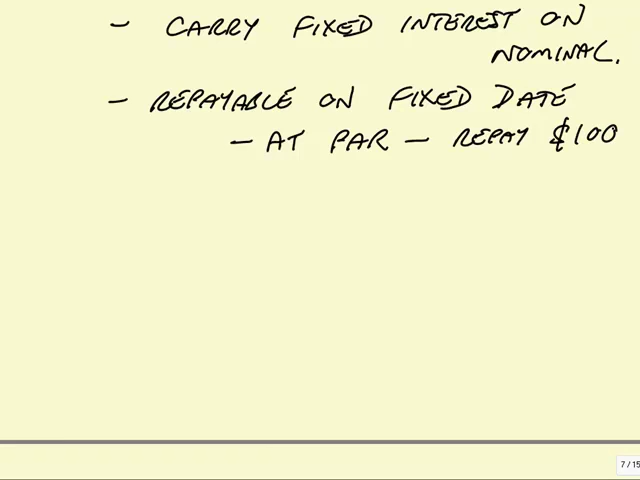 - CARRY FIXED INTEREST ON
NOMINAL.
- REPAYABLE ON FIXED DATE
- AT PAR - REPAY $100
7 / 15